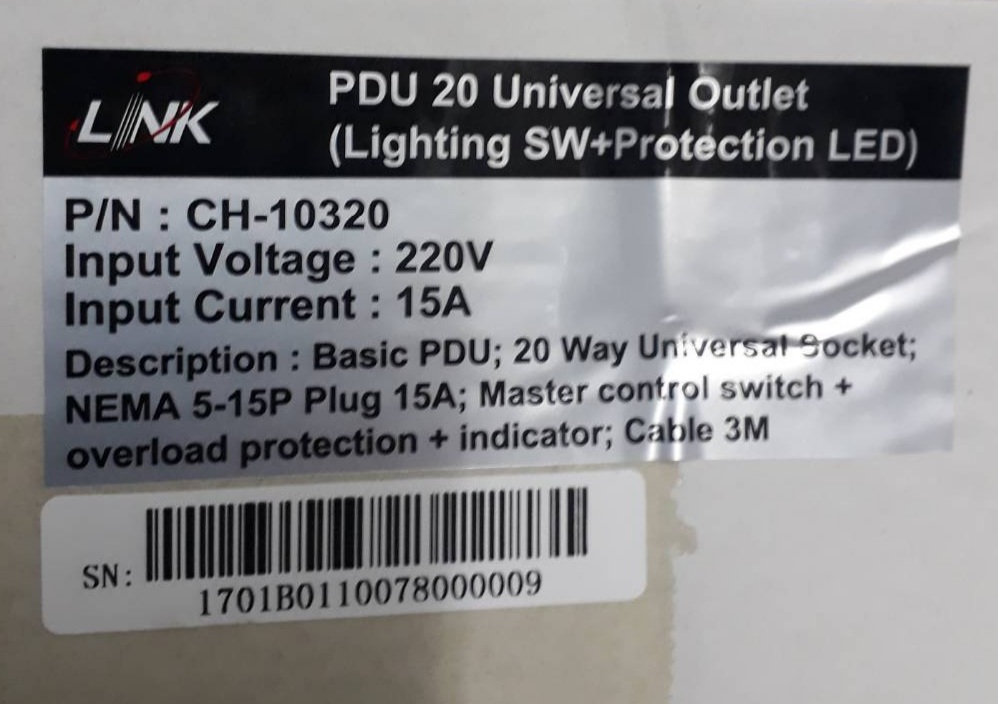 LINK
PDU 20 Universal Outlet
(Lighting SW+Protection LED)
P/N : CH-10320
Input Voltage : 220V
Input Current : 15A
Description : Basic PDU; 20 Way Universal Socket;
NEMA 5-15P Plug 15A; Master control switch +
overload protection + indicator; Cable 3M
SN:
1701B0110078000009